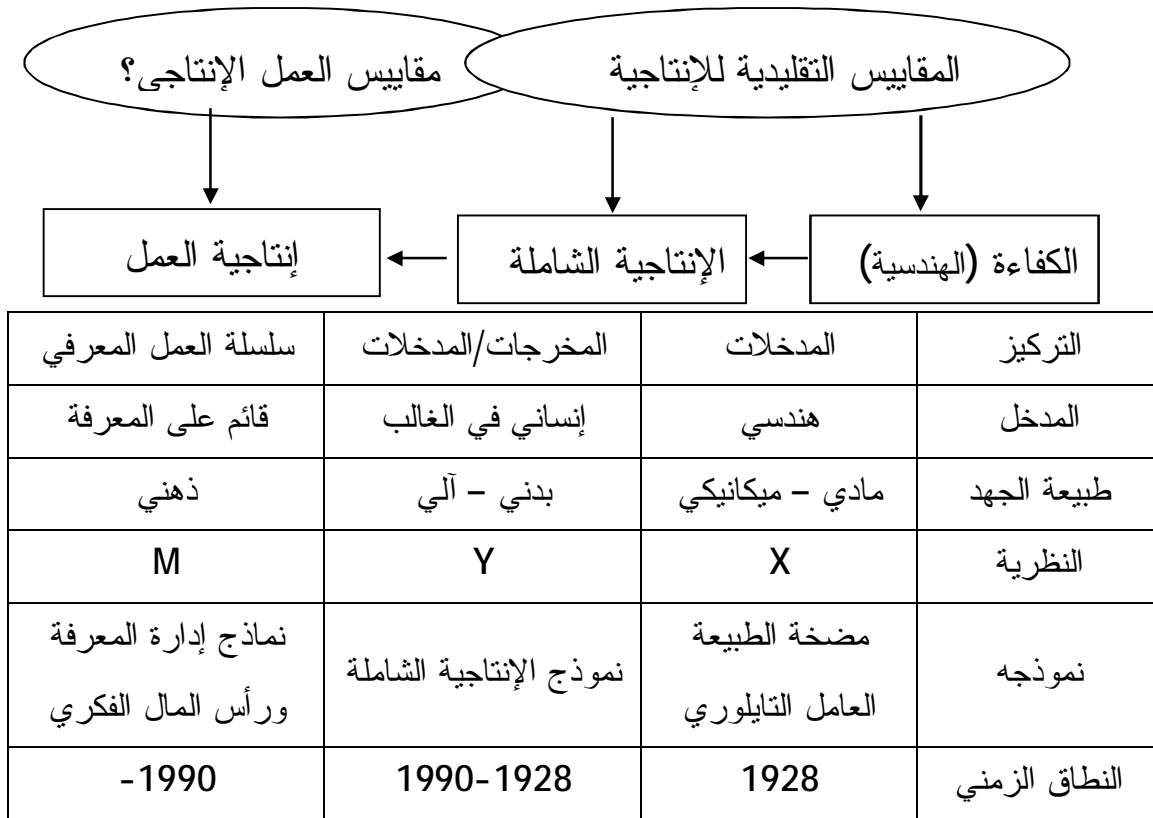 المقاييس التقليدية للإنتاجية
مقاييس العمل الإنتاجى؟
الكفاءة (الهندسية)
الإنتاجية الشاملة
إنتاجية العمل
التركيز
المدخلات
المخرجات/المدخلات
سلسلة العمل المعرفي
المدخل
هندسي
إنساني في الغالب
قائم على المعرفة
طبيعة الجهد
مادي – ميكانيكي
بدني – آلي
ذهني
النظرية
X
Y
M
نموذجه
مضخة الطبيعة
العامل التايلوري
نموذج الإنتاجية الشاملة
نماذج إدارة المعرفة
ورأس المال الفكري
النطاق الزمني
1928
1990-1928
-1990